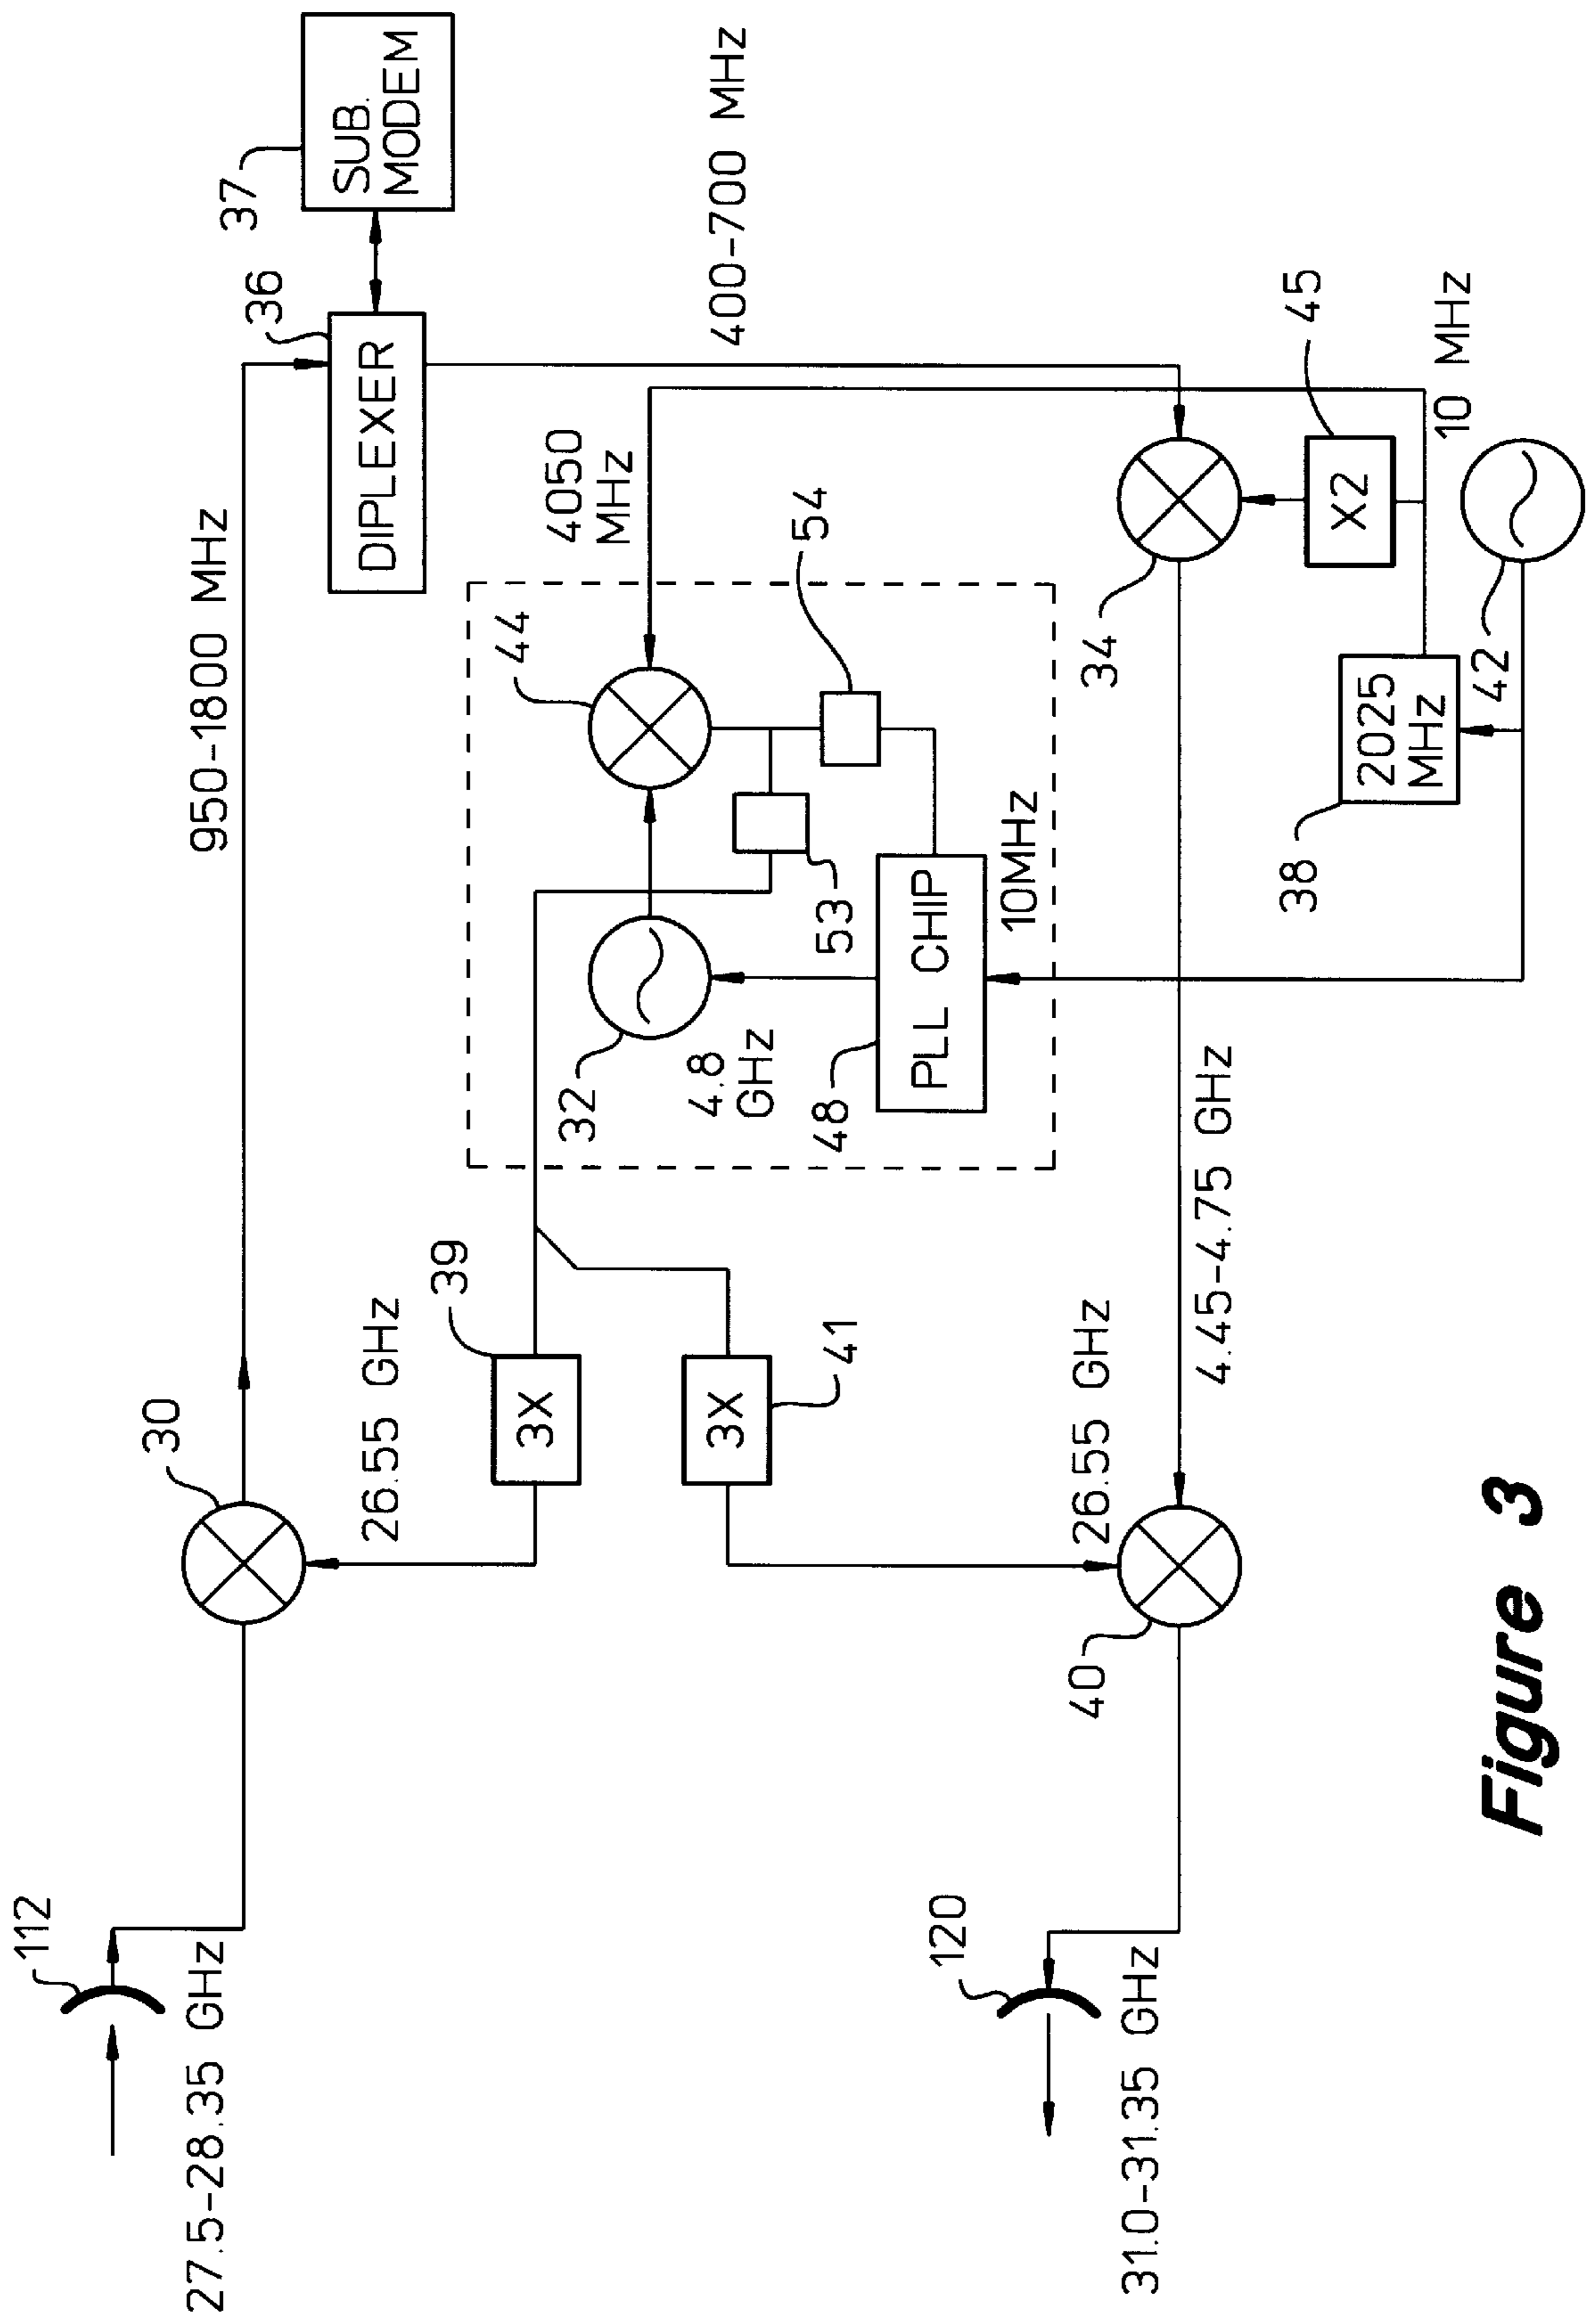 112
27.5-28.35 GHz
30
950-1800 MHz
26.55 GHz
39
3X
3X
41
36
DIPLEXER
37
SUB.
MODEM
400-700 MHz
44
4050
MHz
54
53
32
4.8
GHz
48
PLL CHIP
10MHz
34
X2
45
10 MHz
42
38
2025
MHz
4.45-4.75 GHz
26.55 GHz
40
120
31.0-31.35 GHz
Figure 3